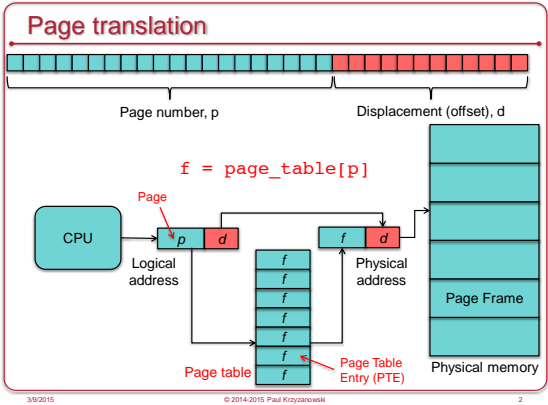 Page translation
Page number, p
Displacement (offset), d
f = page_table[p]
Page
CPU
p
d
f
d
Logical
address
Physical
address
f
f
f
f
f
f
f
Page Frame
Page table
Page Table
Entry (PTE)
Physical memory
3/9/2015
© 2014-2015 Paul Krzyzanowski
2